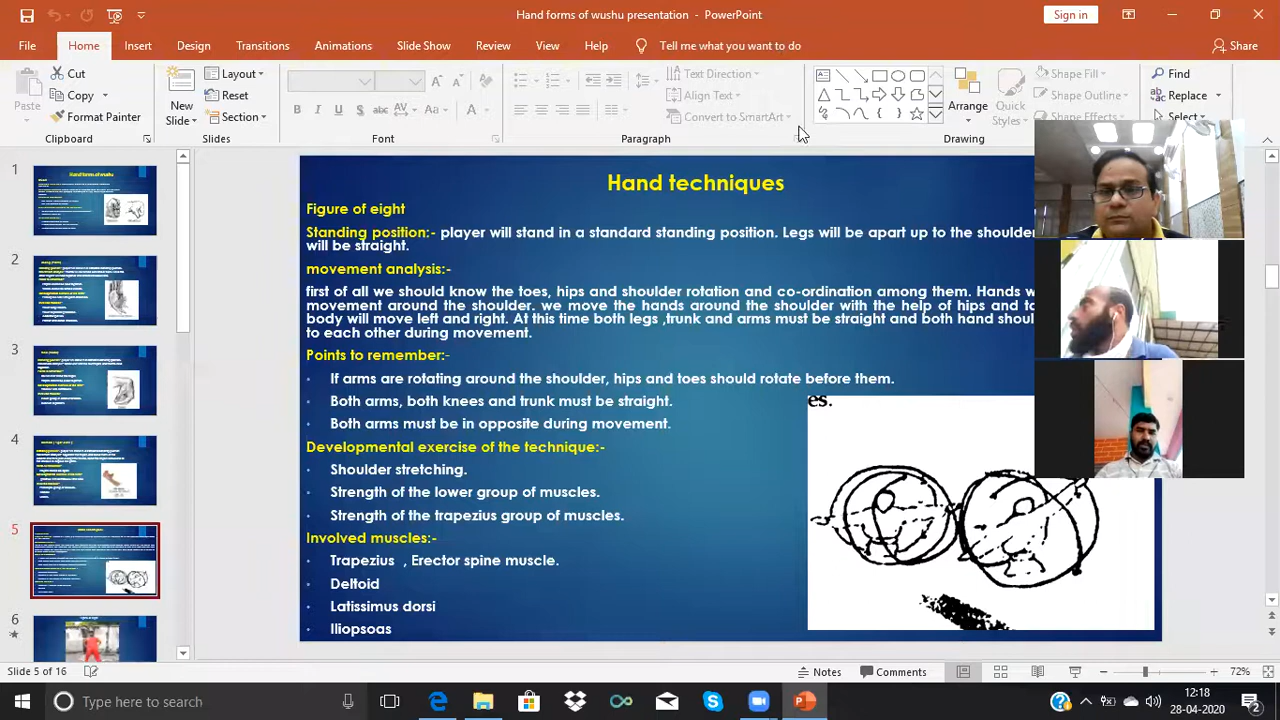 Hand forms of wushu presentation - PowerPoint
Sign in
File Home Insert Design Transitions Animations Slide Show Review View Help Tell me what you want to do Share
Paste
Cut
Copy
Format Painter
Clipboard
New
Slide
Layout
Reset
Section
Slides
Font
Text Direction
Align Text
Convert to SmartArt
Paragraph
Arrange
Quick
Styles
Shape Fill
Shape Outline
Shape Effects
Drawing
Find
Replace
Select
1
2
3
4
5
6
Hand techniques
Figure of eight
Standing position:- player will stand in a standard standing position. Legs will be apart up to the shoulder
will be straight.
movement analysis:-
first of all we should know the toes, hips and shoulder rotation and co-ordination among them. Hands w
movement around the shoulder. we move the hands around the shoulder with the help of hips and to
body will move left and right. At this time both legs ,trunk and arms must be straight and both hand shoul
to each other during movement.
Points to remember:-
If arms are rotating around the shoulder, hips and toes should rotate before them.
Both arms, both knees and trunk must be straight.
Both arms must be in opposite during movement.
es.
Developmental exercise of the technique:-
Shoulder stretching.
Strength of the lower group of muscles.
Strength of the trapezius group of muscles.
Involved muscles:-
Trapezius , Erector spine muscle.
Deltoid
Latissimus dorsi
Iliopsoas
Slide 5 of 16
Notes
Comments
72%
Type here to search
12:18
28-04-2020
2